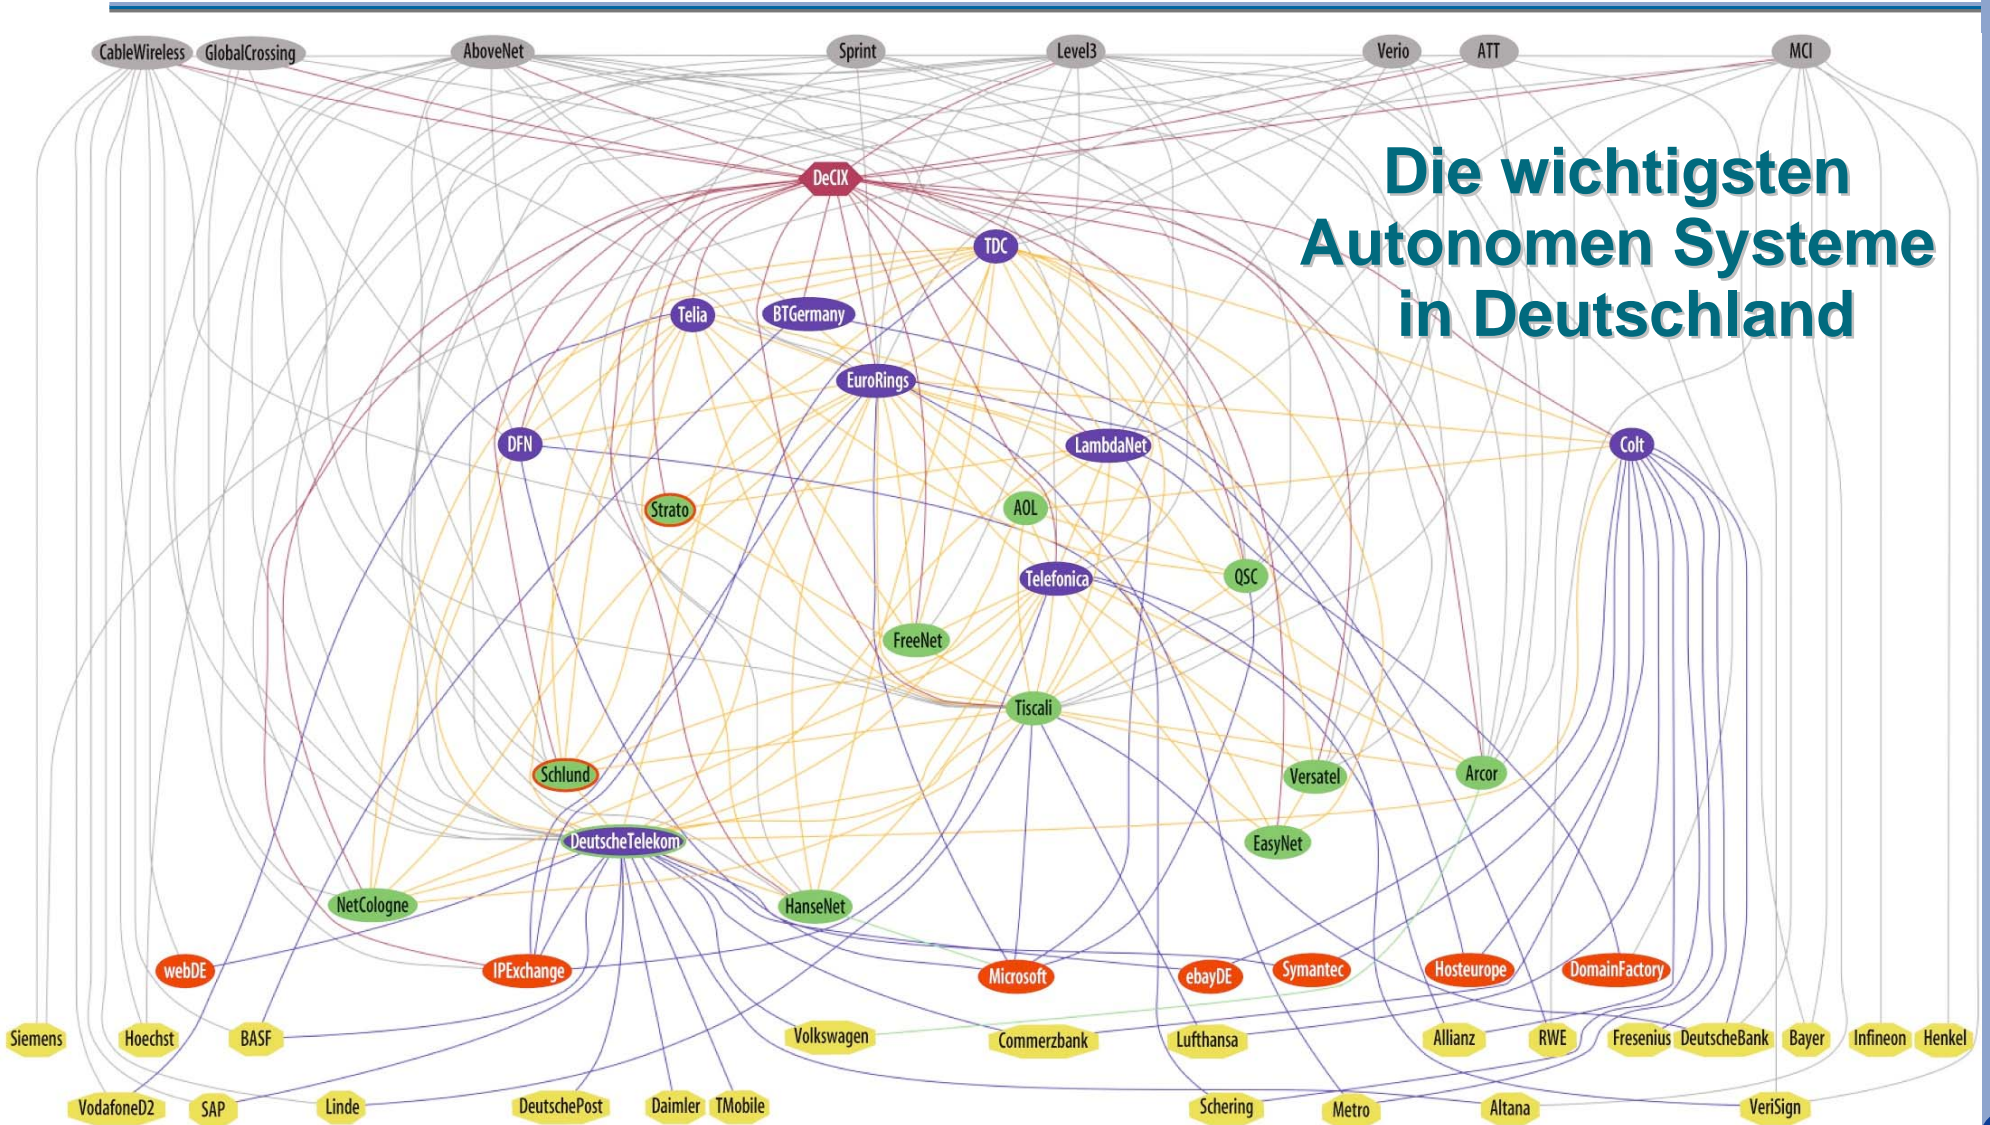 CableWireless GlobalCrossing AboveNet Sprint Level3 Verio ATT MCI
Die wichtigsten
Autonomen Systeme
in Deutschland
DeCIX
TDC
Telia BTGermany
EuroRings
DFN LambdaNet Colt
Strato AOL
Telefonica QSC
FreeNet
Tiscali
Schlund Versatel Arcor
DeutscheTelekom EasyNet
NetCologne HanseNet
webDE IPExchange Microsoft ebayDE Symantec Hosteurope DomainFactory
Siemens Hoechst BASF Volkswagen Commerzbank Lufthansa Allianz RWE Fresenius DeutscheBank Bayer Infineon Henkel
VodafoneD2 SAP Linde DeutschePost Daimler TMobile Schering Metro Altana VeriSign